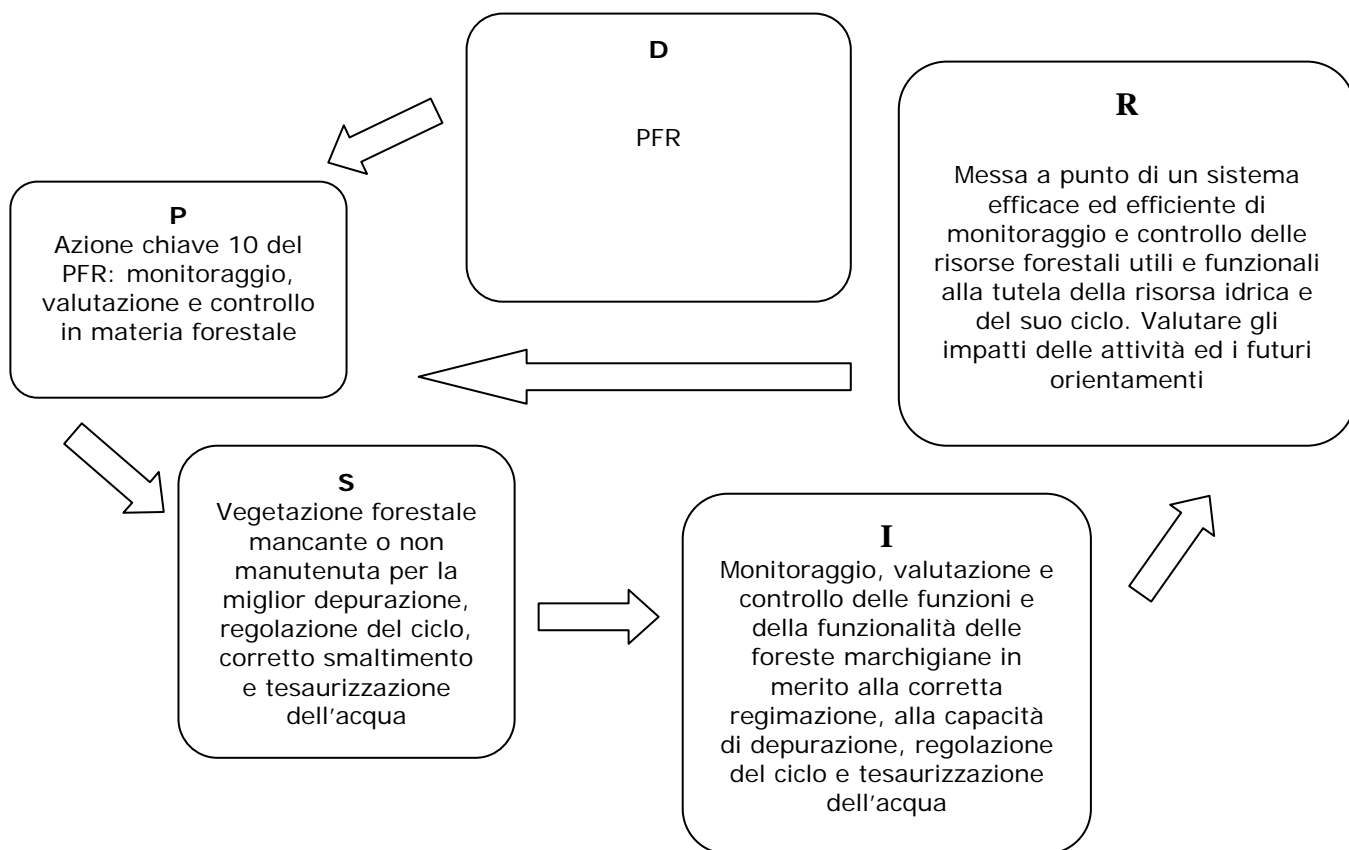 D
PFR
P
Azione chiave 10 del
PFR: monitoraggio,
valutazione e controllo
in materia forestale
S
Vegetazione forestale
mancante o non
manutenuta per la
miglior depurazione,
regolazione del ciclo,
corretto smaltimento
e tesaurizzazione
dell’acqua
I
Monitoraggio, valutazione e
controllo delle funzioni e
della funzionalità delle
foreste marchigiane in
merito alla corretta
regimazione, alla capacità
di depurazione, regolazione
del ciclo e tesaurizzazione
dell’acqua
R
Messa a punto di un sistema
efficace ed efficiente di
monitoraggio e controllo delle
risorse forestali utili e funzionali
alla tutela della risorsa idrica e
del suo ciclo. Valutare gli
impatti delle attività ed i futuri
orientamenti